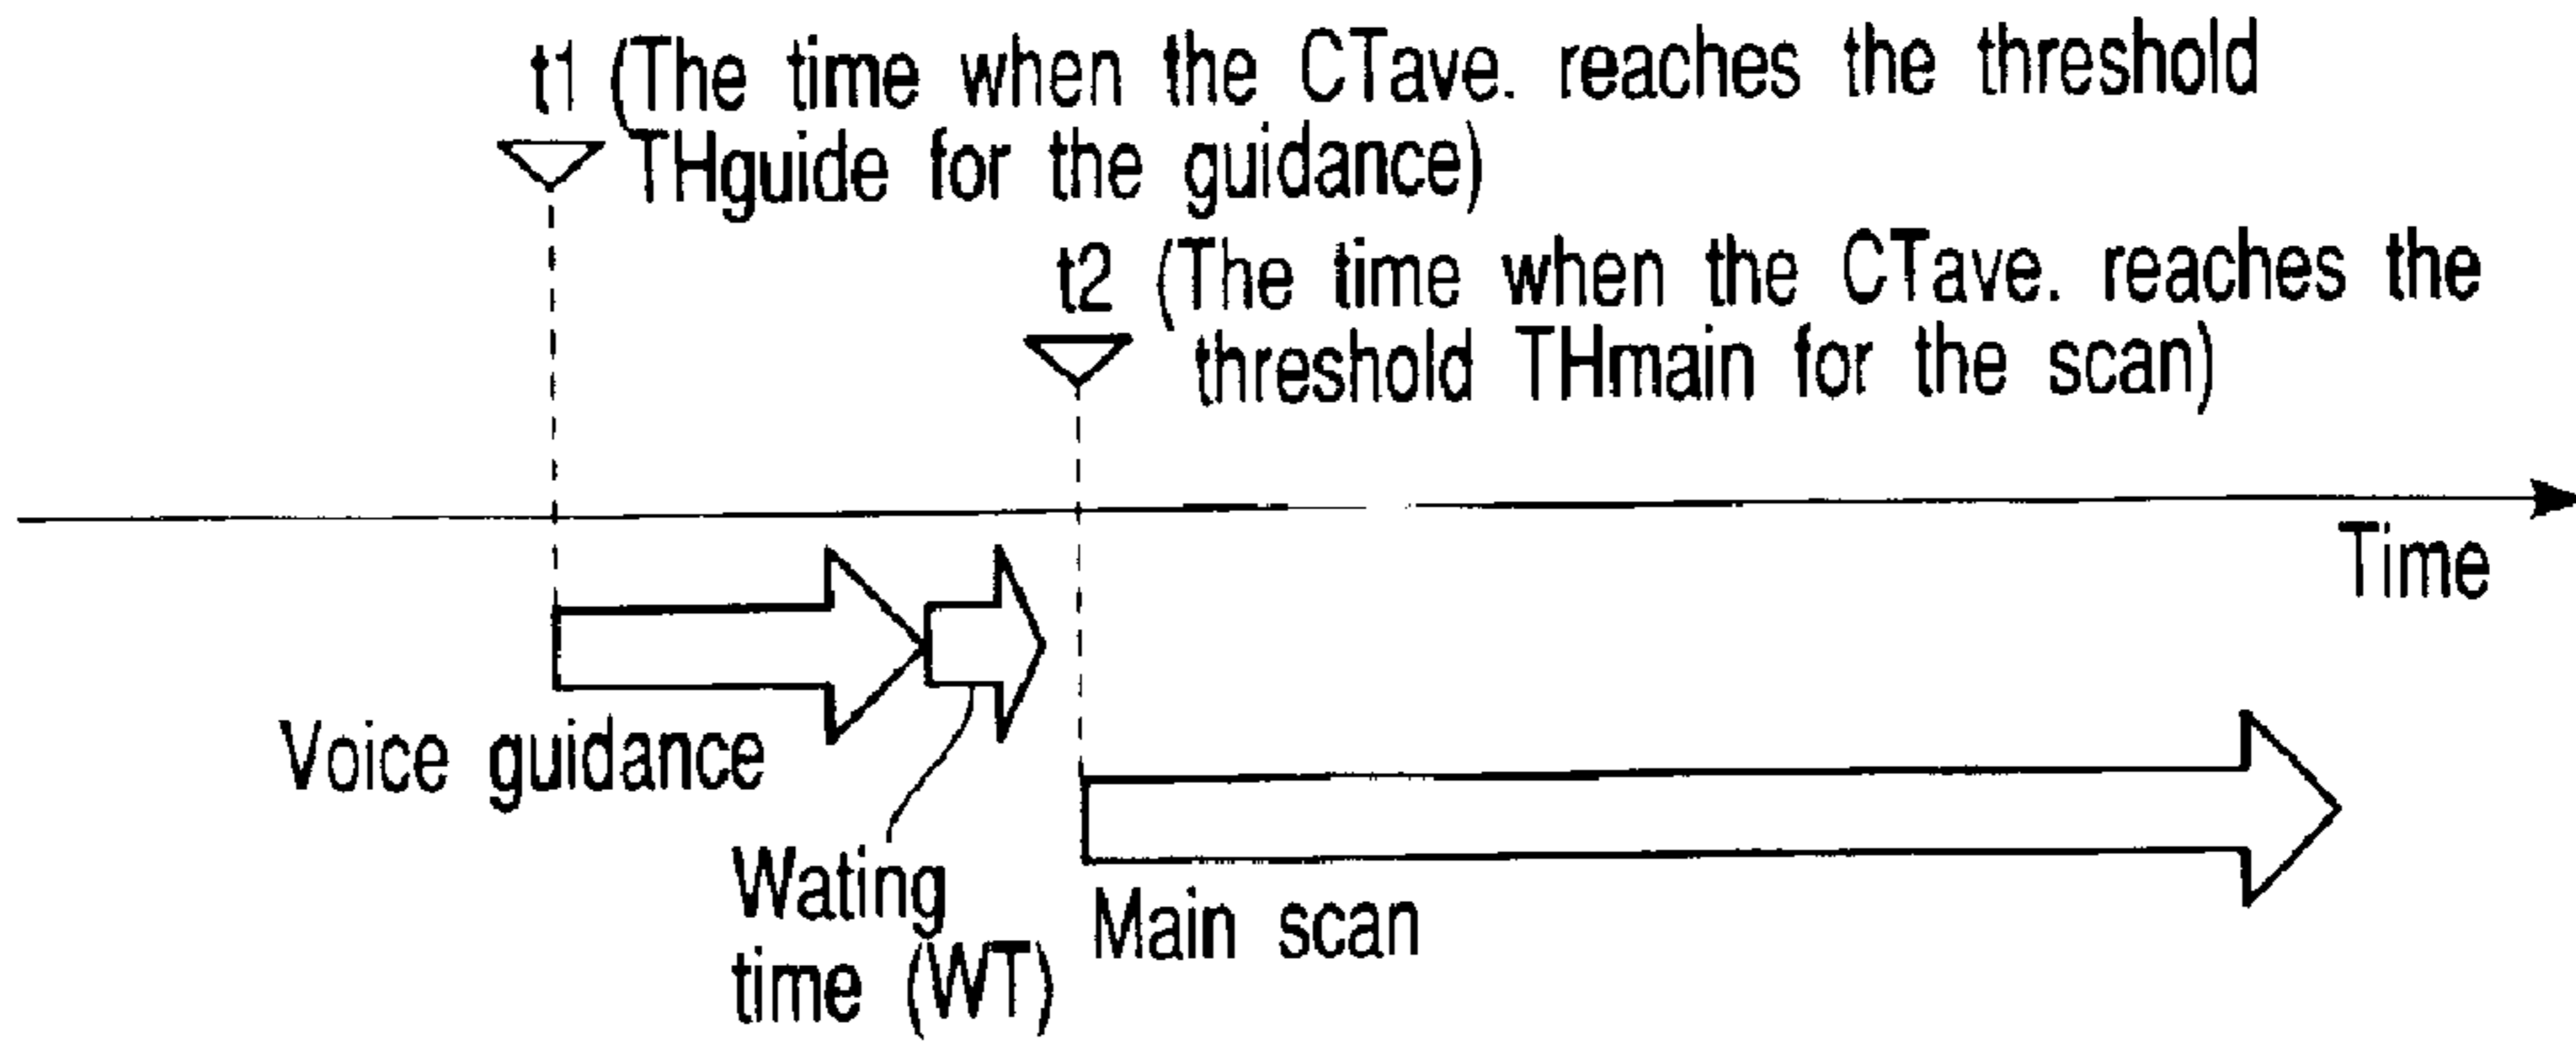 t1 (The time when the CTave. reaches the threshold
THguide for the guidance)
t2 (The time when the CTave. reaches the
threshold THmain for the scan)
Time
Voice guidance
Wating
time (WT)
Main scan